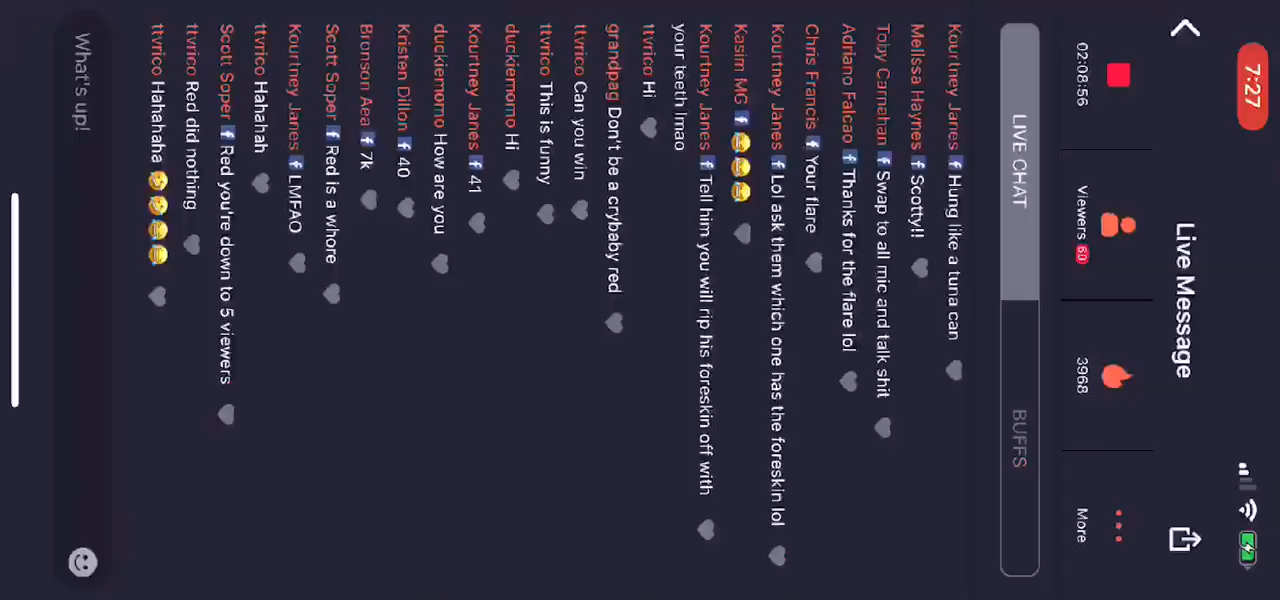 7:27
Live Message
02:08:56
Viewers 60
3968
More
LIVE CHAT
BUFFS
Kourtney Janes Hung like a tuna can
Melissa Haynes Scotty!!
Toby Carnahan Swap to all mic and talk shit
Adriano Falcao Thanks for the flare lol
Chris Francis Your flare
Kourtney Janes Lol ask them which one has the foreskin lol
Kasim MG 😂😂😂
Kourtney Janes Tell him you will rip his foreskin off with
your teeth lmao
ttvrico Hi
grandpag Don't be a crybaby red
ttvrico Can you win
ttvrico This is funny
duckiemomo Hi
Kourtney Janes 41
duckiemomo How are you
Kristen Dillon 40
Bronson Aea 7k
Scott Soper Red is a whore
Kourtney Janes LMFAO
ttvrico Hahahah
Scott Soper Red you're down to 5 viewers
ttvrico Red did nothing
ttvrico Hahahaha 🤣🤣😂😂
What's up!